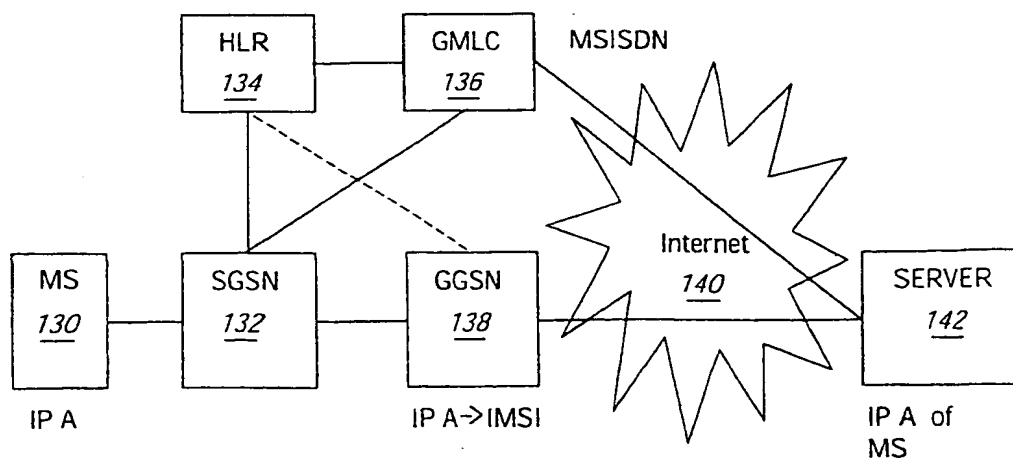 HLR
134
GMLC
136
MSISDN
MS
130
SGSN
132
GGSN
138
Internet
140
SERVER
142
IP A
IP A->IMSI
IP A of
MS